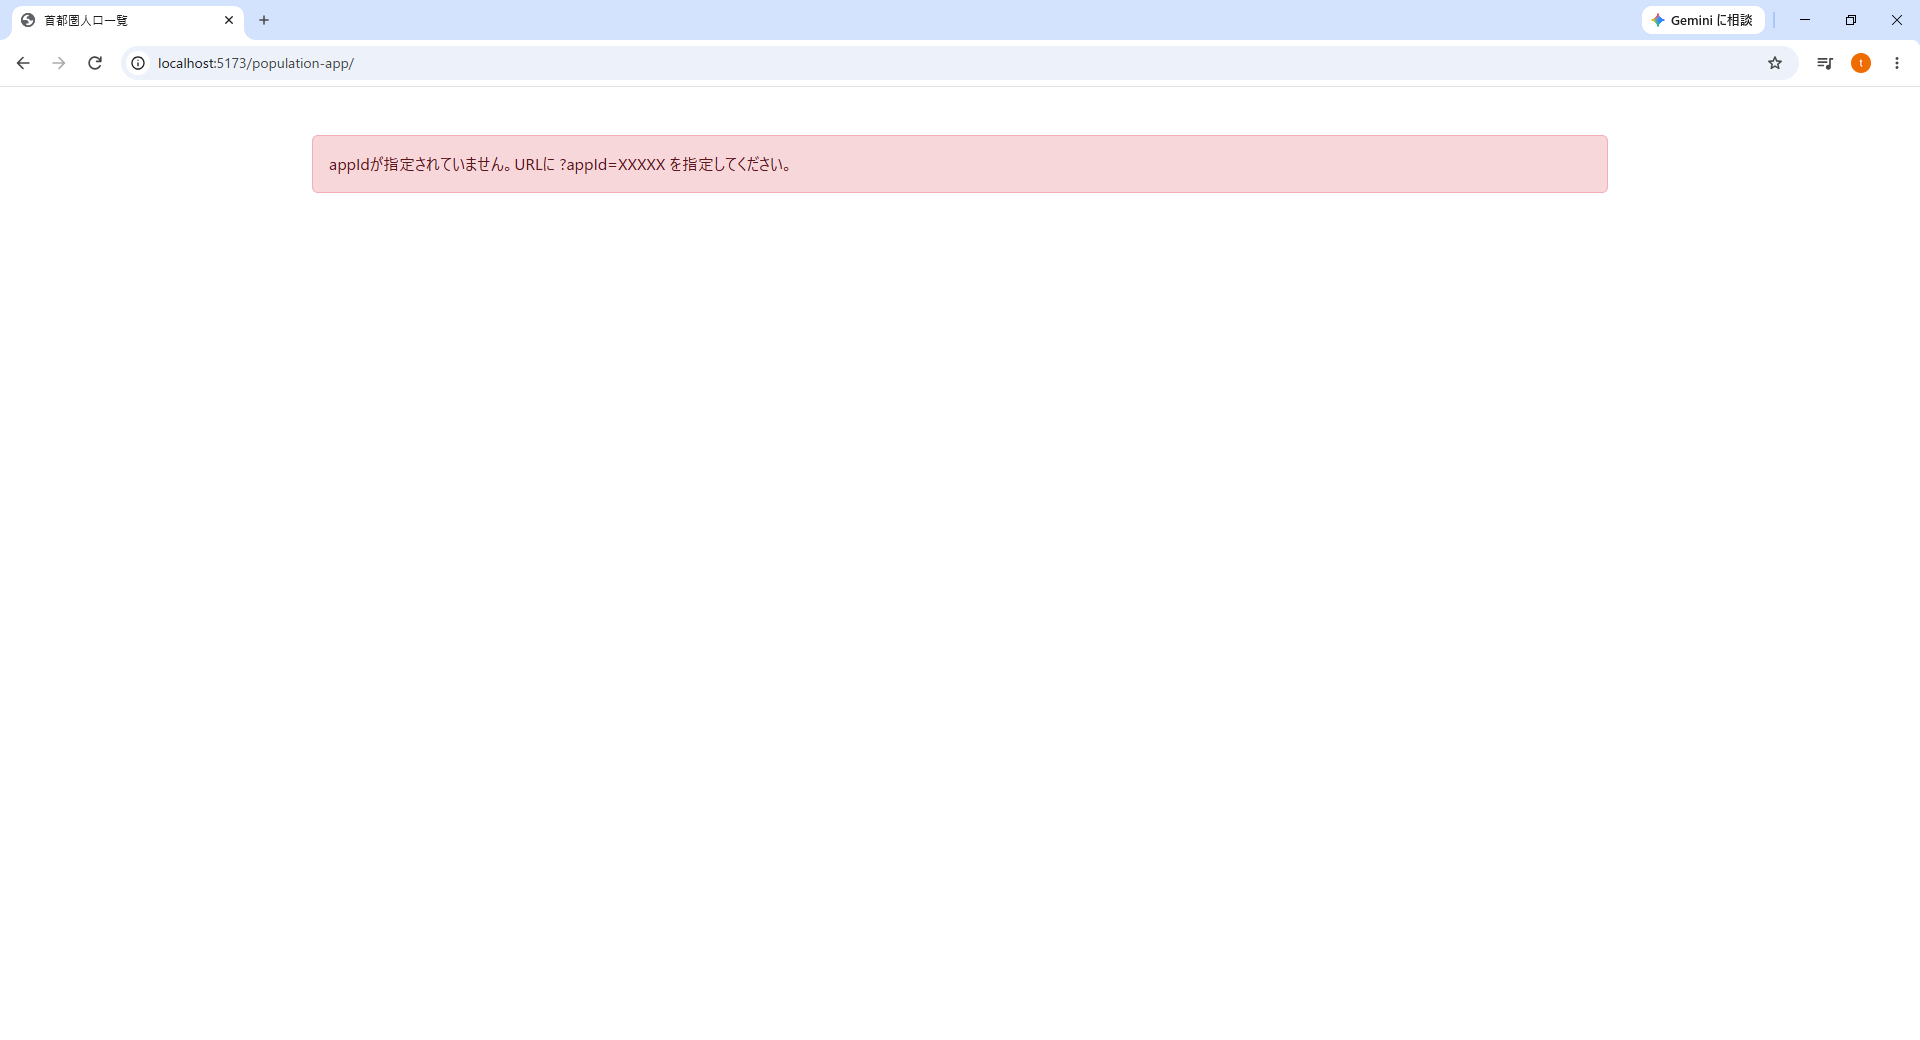 首都圏人口一覧
Gemini に相談
localhost:5173/population-app/
t
appIdが指定されていません。URLに ?appId=XXXXX を指定してください。